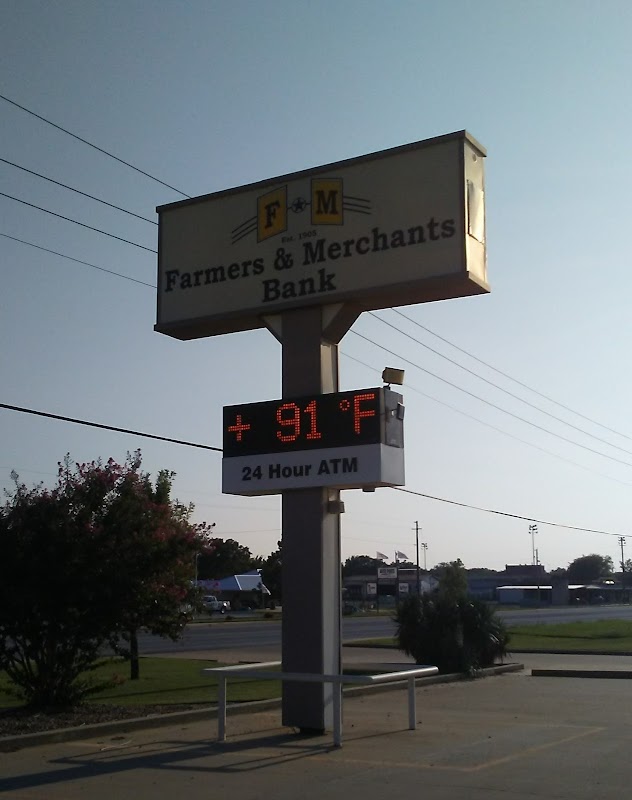 F M
Est. 1905
Farmers & Merchants
Bank
+ 91 °F
24 Hour ATM